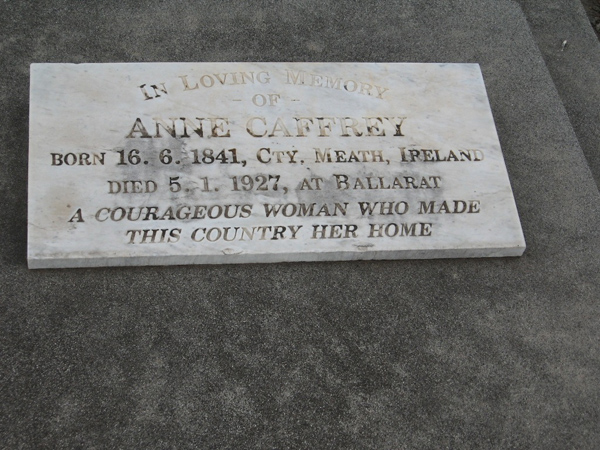 IN LOVING MEMORY
- OF -
ANNE CAFFREY
BORN 16. 6. 1841, CTY. MEATH, IRELAND
DIED 5. 1. 1927, AT BALLARAT
A COURAGEOUS WOMAN WHO MADE
THIS COUNTRY HER HOME